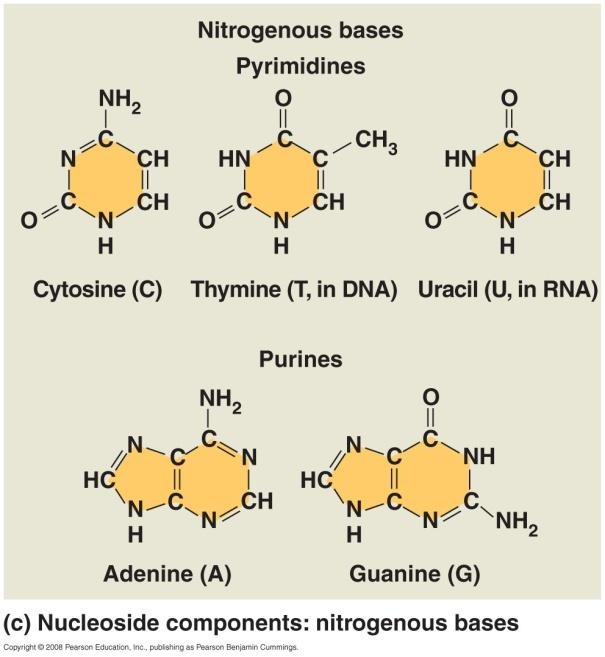 Nitrogenous bases
Pyrimidines
NH2
C
N
CH
C
CH
O
N
H
Cytosine (C)
O
C
CH3
HN
C
C
CH
O
N
H
Thymine (T, in DNA)
O
C
HN
CH
C
CH
O
N
H
Uracil (U, in RNA)
Purines
NH2
N
C
C
N
HC
C
CH
N
N
H
Adenine (A)
O
C
N
C
NH
HC
C
C
N
N
NH2
H
Guanine (G)
(c) Nucleoside components: nitrogenous bases
Copyright © 2008 Pearson Education, Inc., publishing as Pearson Benjamin Cummings.